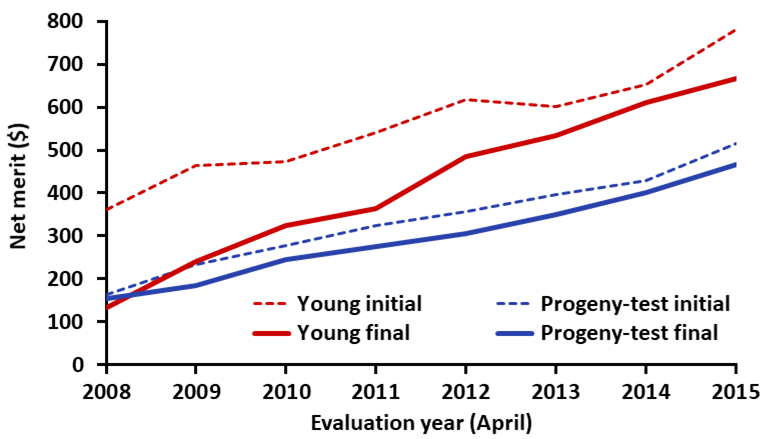 800
700
600
500
400
300
200
100
0
Net merit ($)
Young initial
Progeny-test initial
Young final
Progeny-test final
2008 2009 2010 2011 2012 2013 2014 2015
Evaluation year (April)